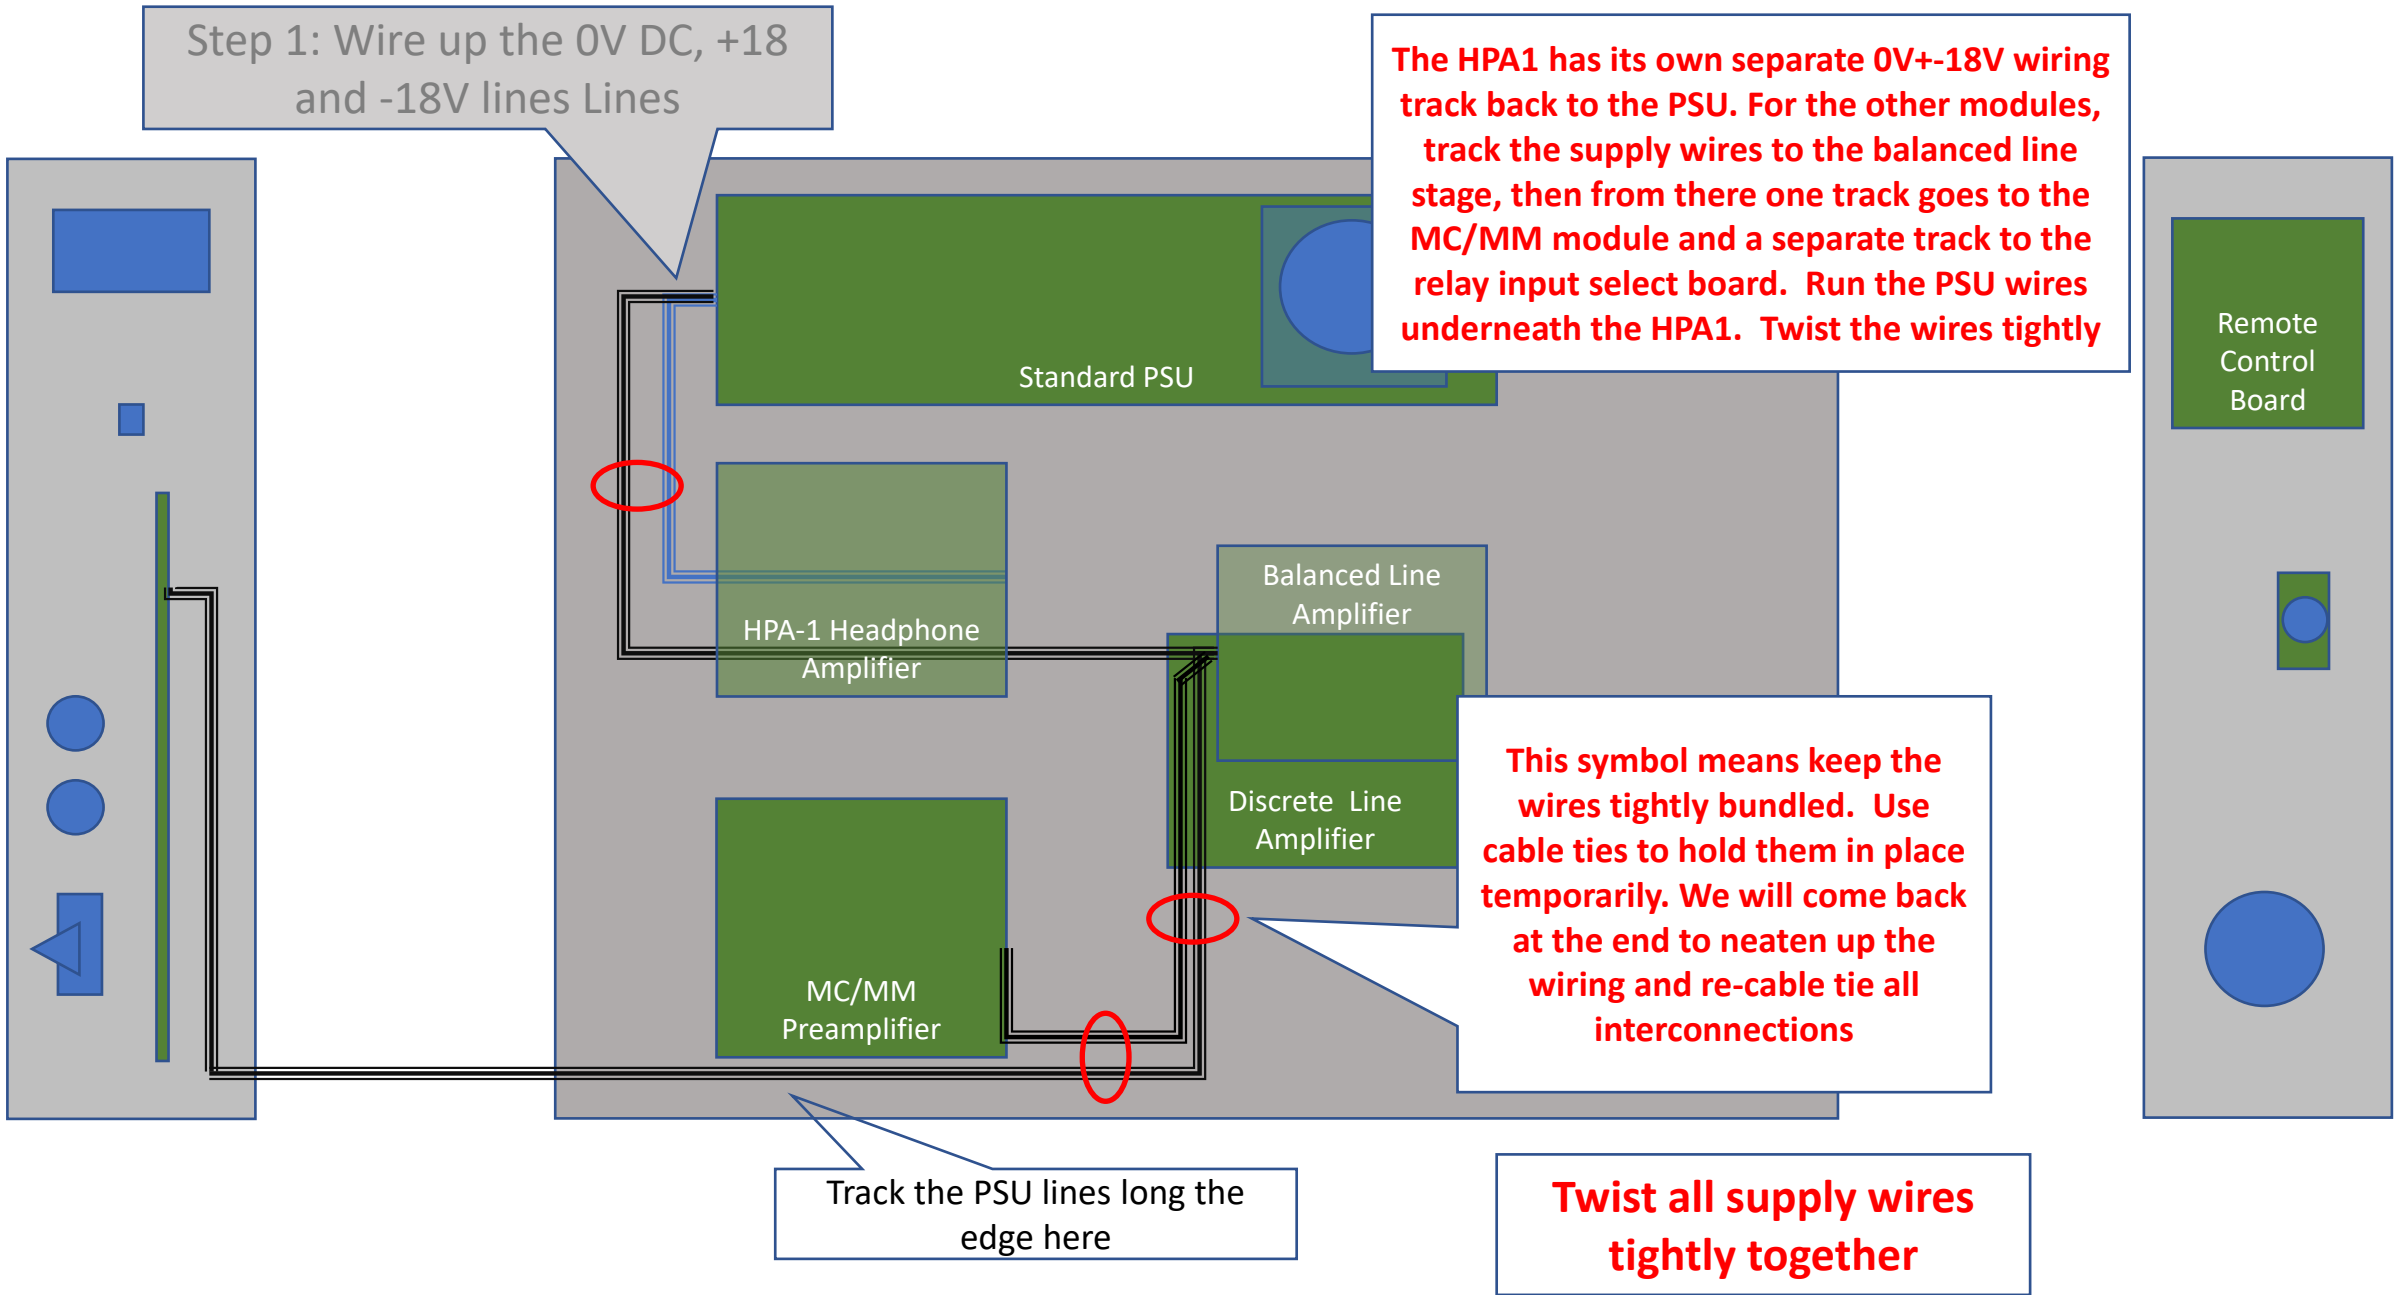 Step 1: Wire up the 0V DC, +18
and -18V lines Lines
The HPA1 has its own separate 0V+-18V wiring
track back to the PSU. For the other modules,
track the supply wires to the balanced line
stage, then from there one track goes to the
MC/MM module and a separate track to the
relay input select board.  Run the PSU wires
underneath the HPA1.  Twist the wires tightly
Standard PSU
Remote
Control
Board
HPA-1 Headphone
Amplifier
Balanced Line
Amplifier
Discrete  Line
Amplifier
This symbol means keep the
wires tightly bundled.  Use
cable ties to hold them in place
temporarily. We will come back
at the end to neaten up the
wiring and re-cable tie all
interconnections
MC/MM
Preamplifier
Track the PSU lines long the
edge here
Twist all supply wires
tightly together